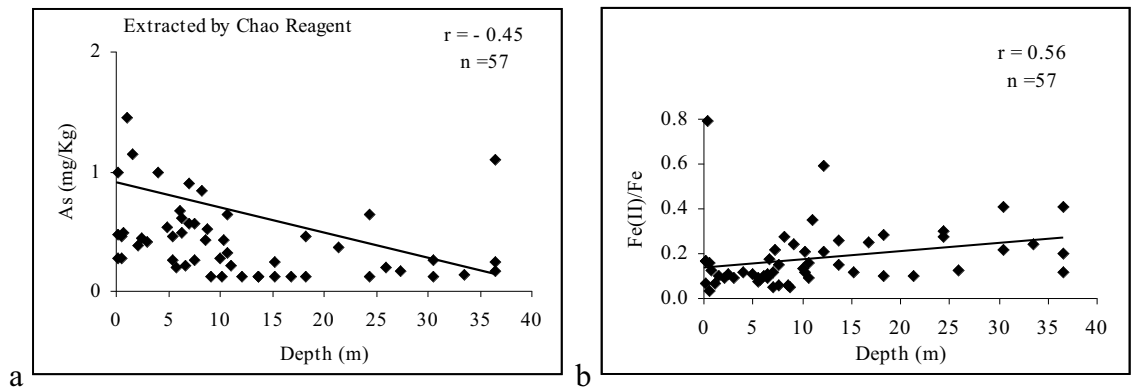 Extracted by Chao Reagent
r = - 0.45
n =57
2
1
0
As (mg/Kg)
0 5 10 15 20 25 30 35 40
Depth (m)
a
r = 0.56
n =57
0.8
0.6
0.4
0.2
0.0
Fe(II)/Fe
0 5 10 15 20 25 30 35 40
Depth (m)
b